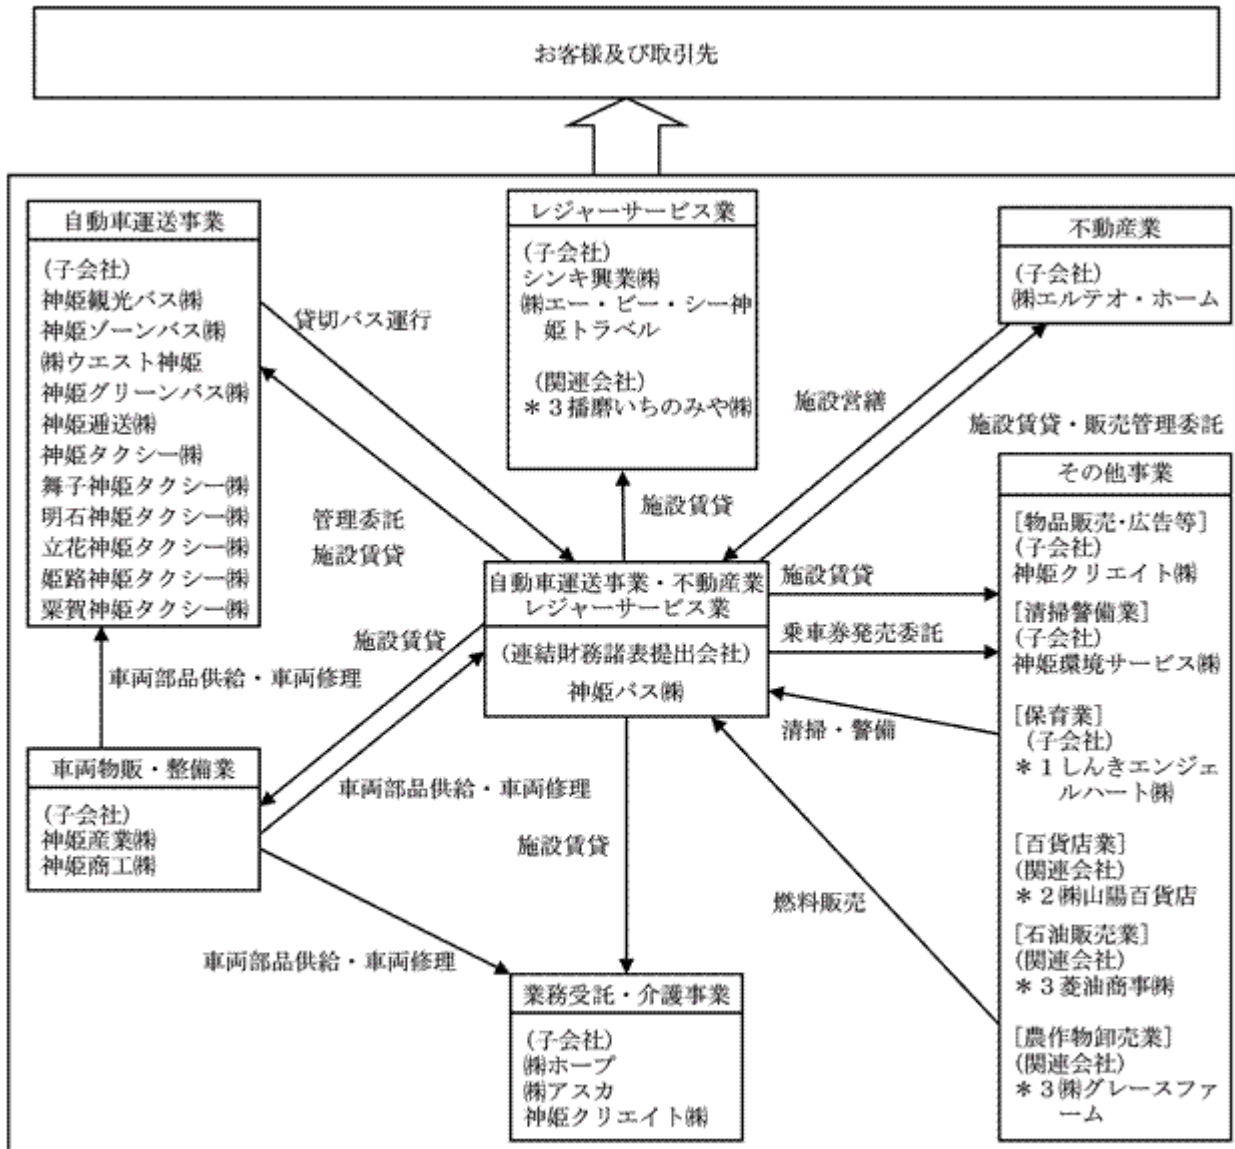 お客様及び取引先
自動車運送事業
(子会社)
神姫観光バス㈱
神姫ゾーンバス㈱
㈱ウエスト神姫
神姫グリーンバス㈱
神姫逓送㈱
神姫タクシー㈱
舞子神姫タクシー㈱
明石神姫タクシー㈱
立花神姫タクシー㈱
姫路神姫タクシー㈱
粟賀神姫タクシー㈱
レジャーサービス業
(子会社)
シンキ興業㈱
㈱エー・ビー・シー神
姫トラベル
(関連会社)
＊３播磨いちのみや㈱
不動産業
(子会社)
㈱エルテオ・ホーム
貸切バス運行
管理委託
施設賃貸
施設賃貸
施設営繕
施設賃貸・販売管理委託
自動車運送事業・不動産業
レジャーサービス業
(連結財務諸表提出会社)
神姫バス㈱
施設賃貸
乗車券発売委託
清掃・警備
燃料販売
施設賃貸
車両部品供給・車両修理
車両部品供給・車両修理
施設賃貸
車両部品供給・車両修理
車両物販・整備業
(子会社)
神姫産業㈱
神姫商工㈱
業務受託・介護事業
(子会社)
㈱ホープ
㈱アスカ
神姫クリエイト㈱
その他事業
[物品販売・広告等]
(子会社)
神姫クリエイト㈱
[清掃警備業]
(子会社)
神姫環境サービス㈱
[保育業]
(子会社)
＊１しんきエンジェ
ルハート㈱
[百貨店業]
(関連会社)
＊２㈱山陽百貨店
[石油販売業]
(関連会社)
＊３菱油商事㈱
[農作物卸売業]
(関連会社)
＊３㈱グレースファ
ーム